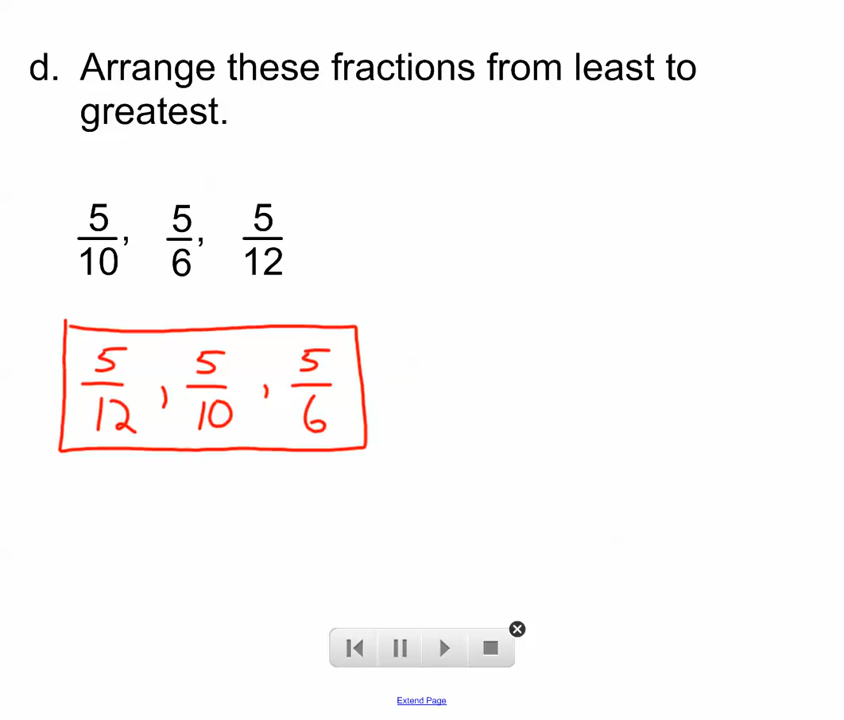 d. Arrange these fractions from least to
greatest.
5/10, 5/6, 5/12
5/12, 5/10, 5/6
Extend Page